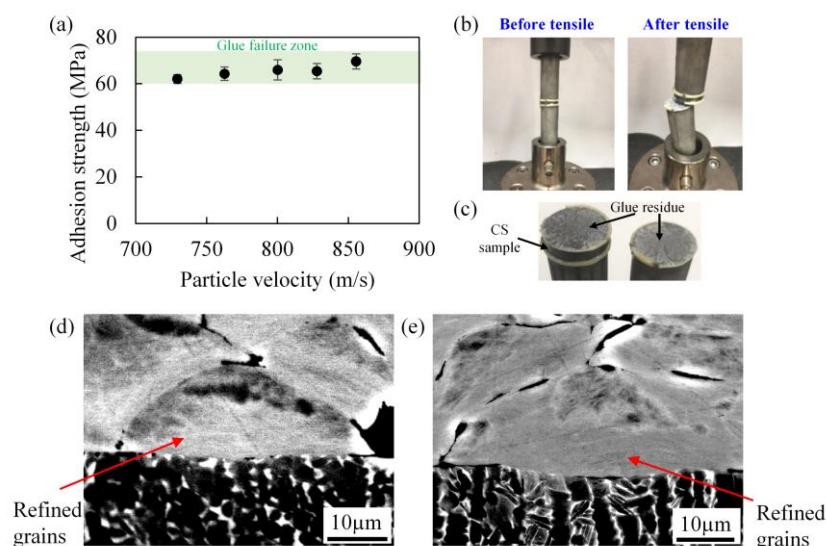 (a)
Glue failure zone
Adhesion strength (MPa)
80
60
40
20
0
700
750
800
850
900
Particle velocity (m/s)
(b)
Before tensile
After tensile
(c)
Glue residue
CS
sample
(d)
Refined
grains
10μm
(e)
10μm
Refined
grains